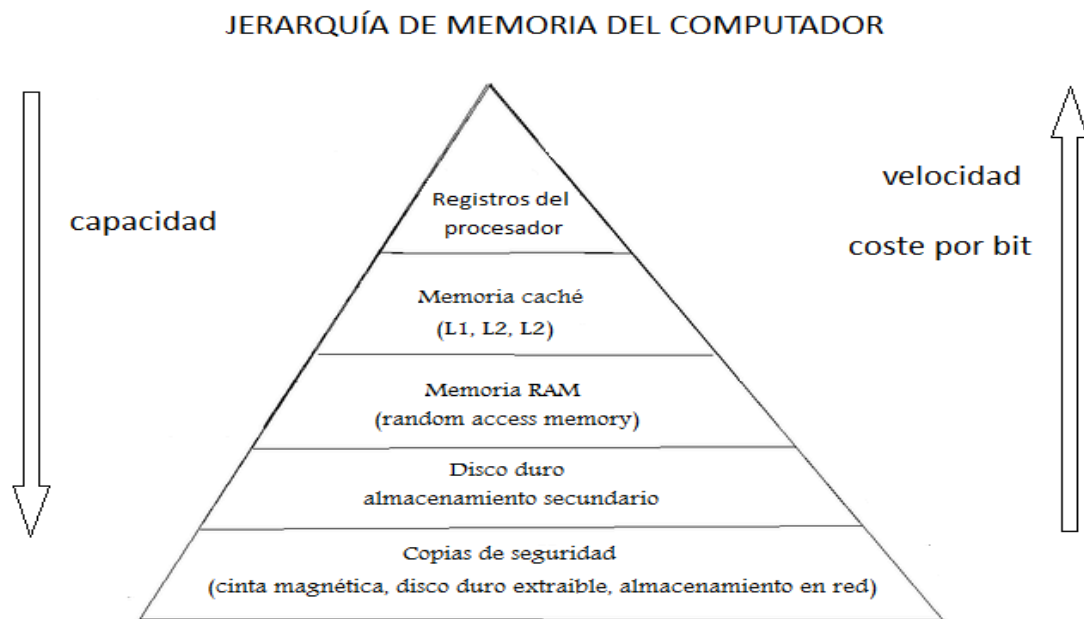 JERARQUÍA DE MEMORIA DEL COMPUTADOR
capacidad
velocidad
coste por bit
Registros del
procesador
Memoria caché
(L1, L2, L2)
Memoria RAM
(random access memory)
Disco duro
almacenamiento secundario
Copias de seguridad
(cinta magnética, disco duro extraible, almacenamiento en red)